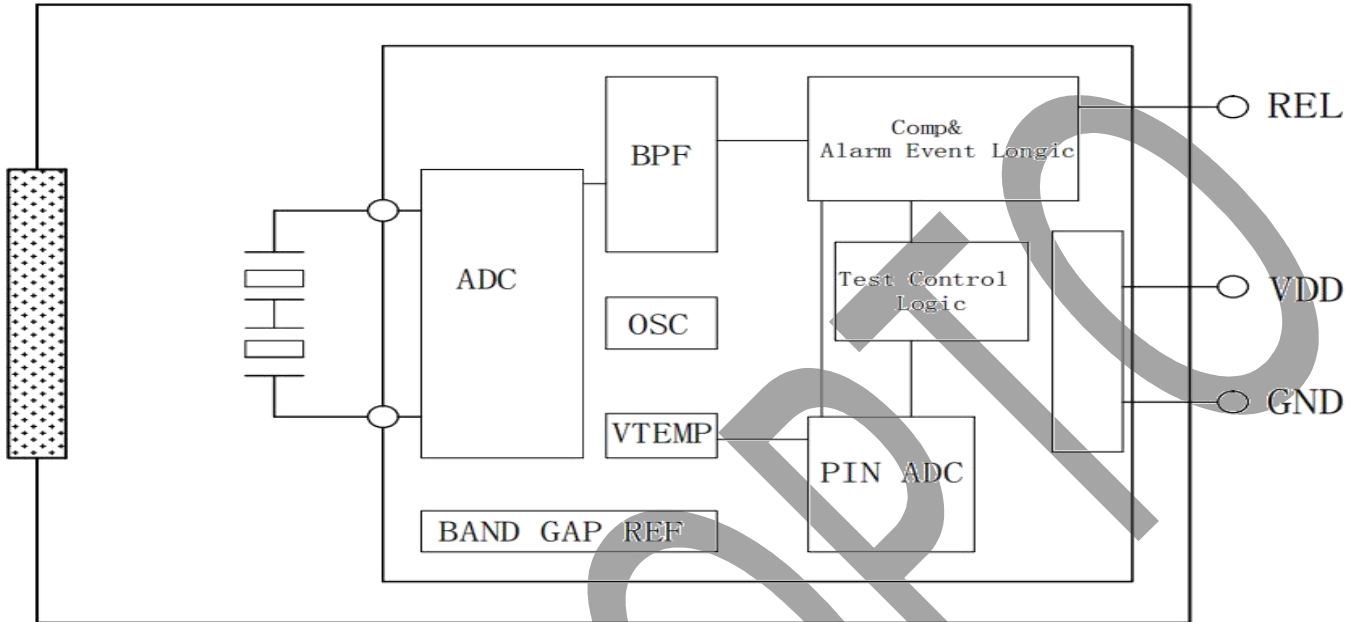 REL
Comp&
Alarm Event Longic
BPF
ADC
Test Control
Logic
VDD
OSC
GND
VTEMP
PIN ADC
BAND GAP REF
OPTO